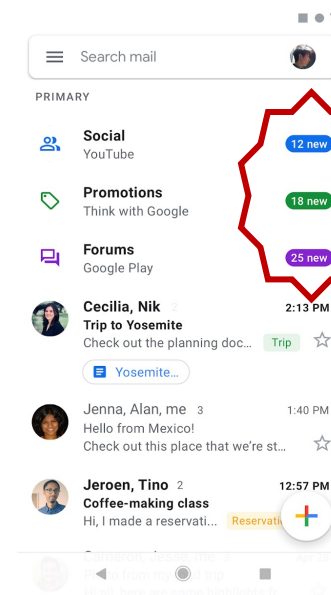 Search mail
PRIMARY
Social
YouTube
12 new
Promotions
Think with Google
18 new
Forums
Google Play
25 new
Cecilia, Nik 2 2:13 PM
Trip to Yosemite
Check out the planning doc... Trip
Yosemite...
Jenna, Alan, me 3 1:40 PM
Hello from Mexico!
Check out this place that we're st...
Jeroen, Tino 2 12:57 PM
Coffee-making class
Hi, I made a reservati...